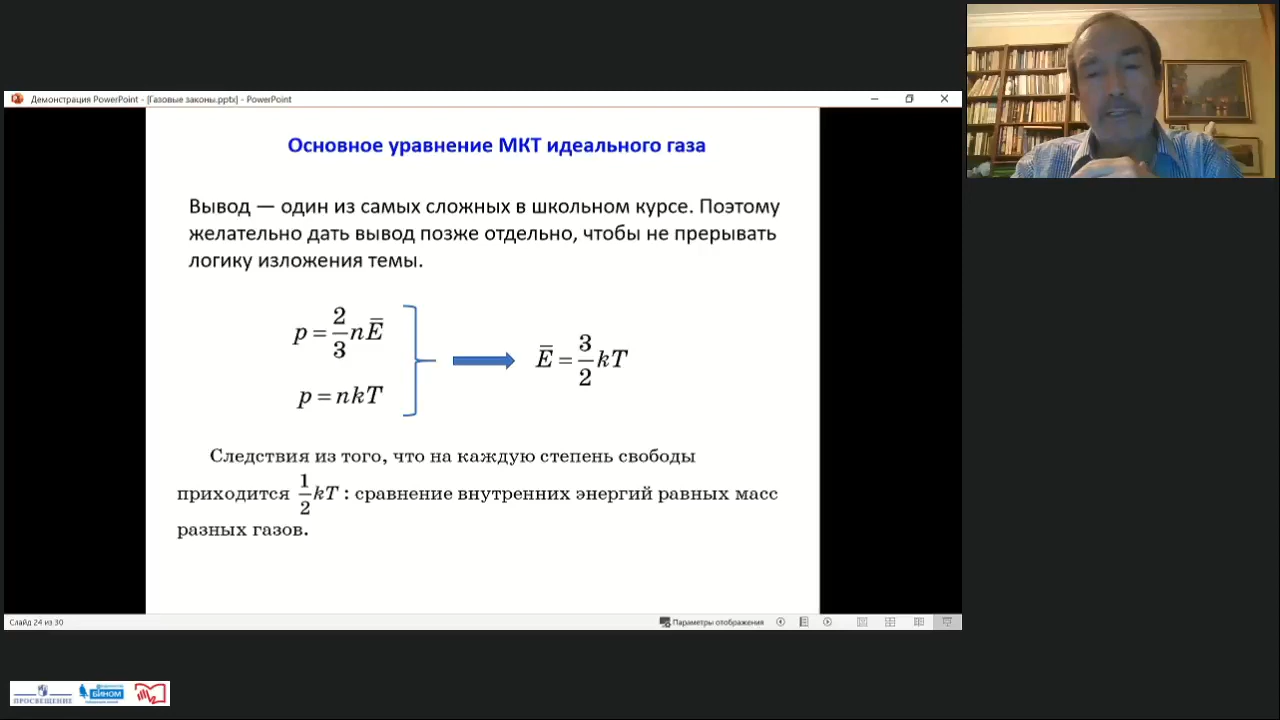 Демонстрация PowerPoint - [Газовые законы.pptx] - PowerPoint
Основное уравнение МКТ идеального газа
Вывод — один из самых сложных в школьном курсе. Поэтому
желательно дать вывод позже отдельно, чтобы не прерывать
логику изложения темы.
p = 2/3 nE̅
p = nkT
E̅ = 3/2 kT
Следствия из того, что на каждую степень свободы
приходится 1/2 kT : сравнение внутренних энергий равных масс
разных газов.
Слайд 24 из 30
Параметры отображения
ПРОСВЕЩЕНИЕ
БИНОМ